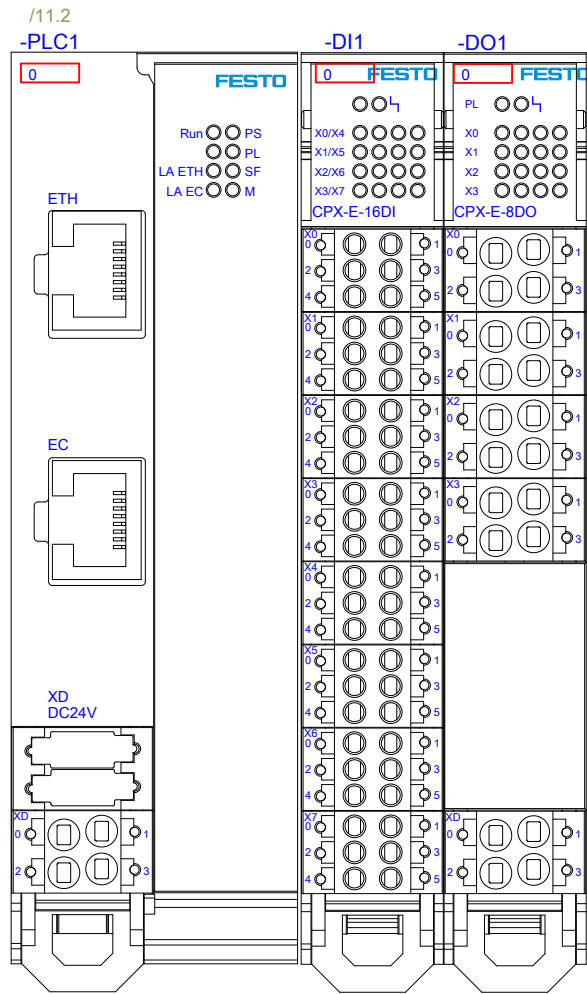 /11.2
-PLC1
-DI1
-DO1
0
0
0
FESTO
FESTO
FESTO
PL
Run
PS
PL
LA ETH
SF
LA EC
M
X0/X4
X1/X5
X2/X6
X3/X7
X0
X1
X2
X3
CPX-E-16DI
CPX-E-8DO
ETH
EC
XD
DC24V
XD
0
1
2
3
X0
0
1
2
3
4
5
X1
0
1
2
3
4
5
X2
0
1
2
3
4
5
X3
0
1
2
3
4
5
X4
0
1
2
3
4
5
X5
0
1
2
3
4
5
X6
0
1
2
3
4
5
X7
0
1
2
3
4
5
X0
0
1
2
3
X1
0
1
2
3
X2
0
1
2
3
X3
0
1
2
3
XD
0
1
2
3